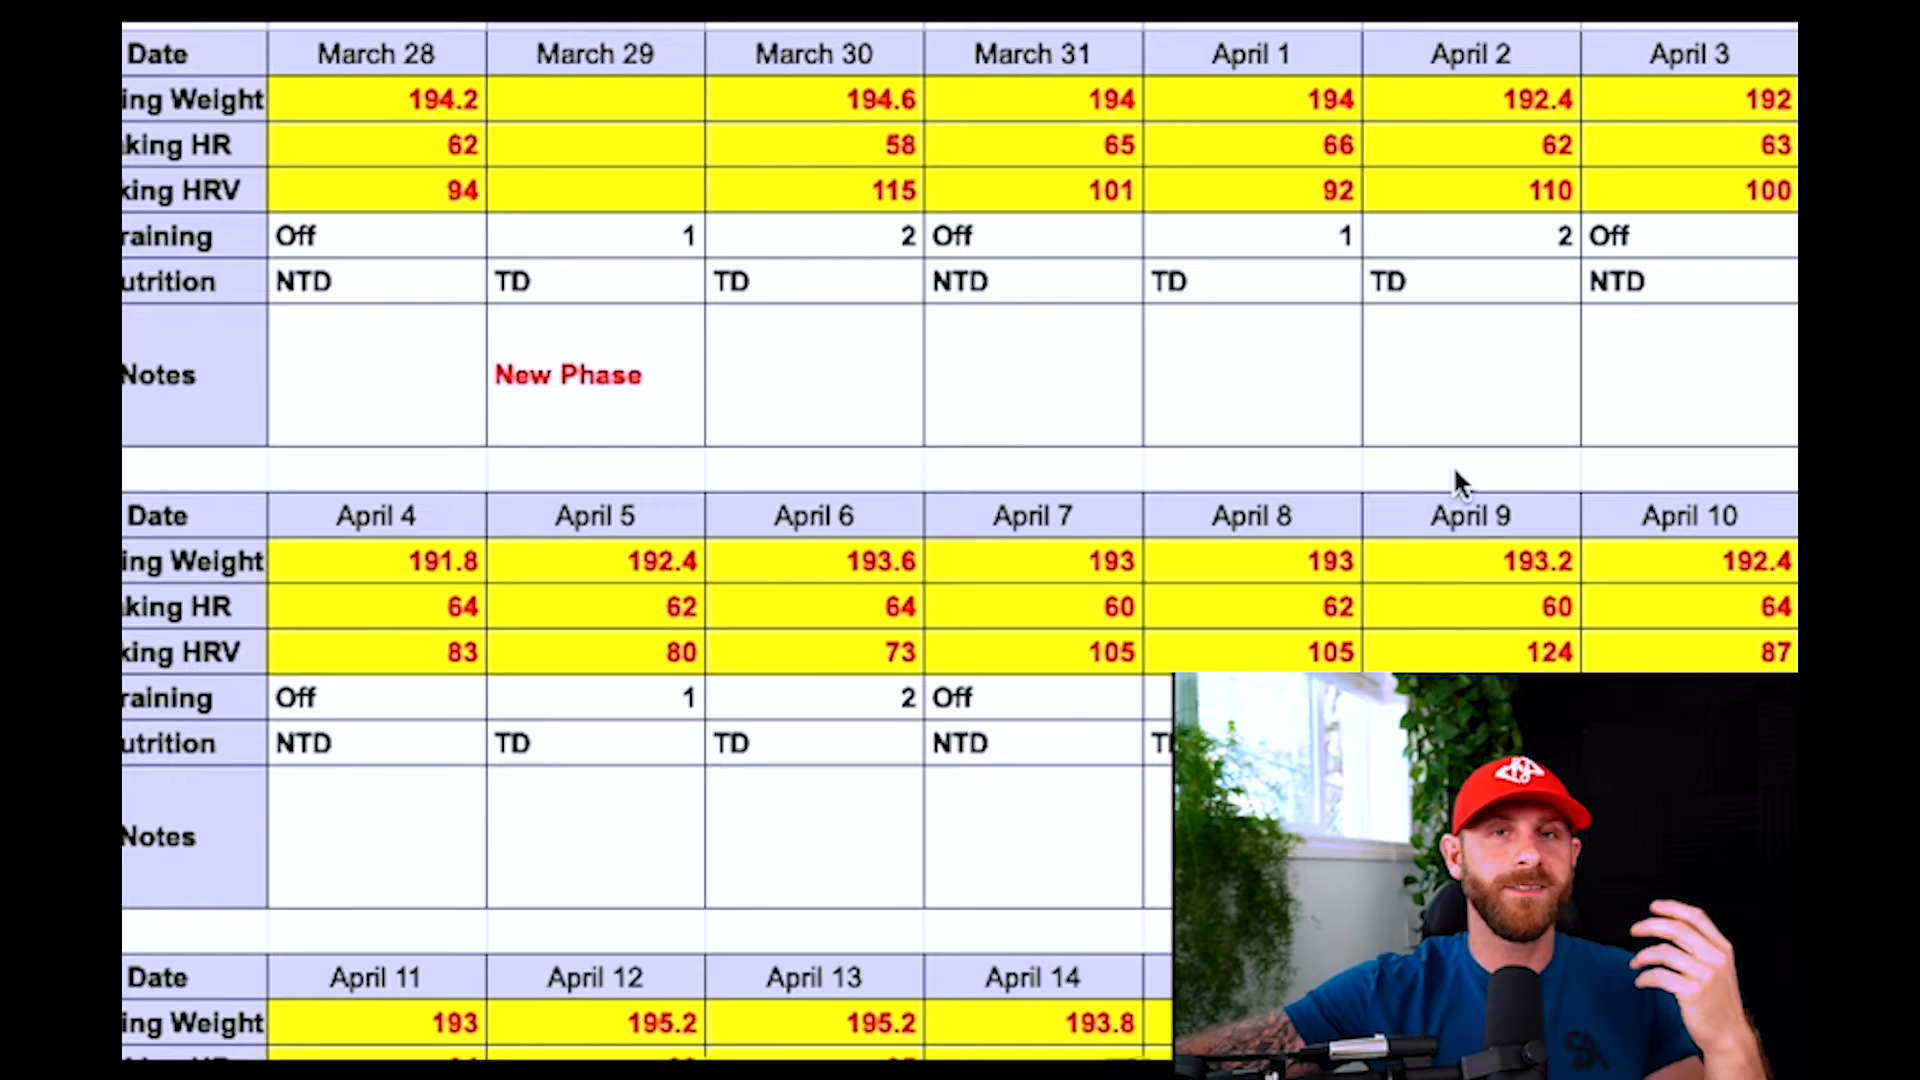 Date March 28 March 29 March 30 March 31 April 1 April 2 April 3
ing Weight 194.2 194.6 194 194 192.4 192
king HR 62 58 65 66 62 63
king HRV 94 115 101 92 110 100
raining Off 1 2 Off 1 2 Off
utrition NTD TD TD NTD TD TD NTD
Notes New Phase
Date April 4 April 5 April 6 April 7 April 8 April 9 April 10
ing Weight 191.8 192.4 193.6 193 193 193.2 192.4
king HR 64 62 64 60 62 60 64
king HRV 83 80 73 105 105 124 87
raining Off 1 2 Off
utrition NTD TD TD NTD
Notes
Date April 11 April 12 April 13 April 14
ing Weight 193 195.2 195.2 193.8